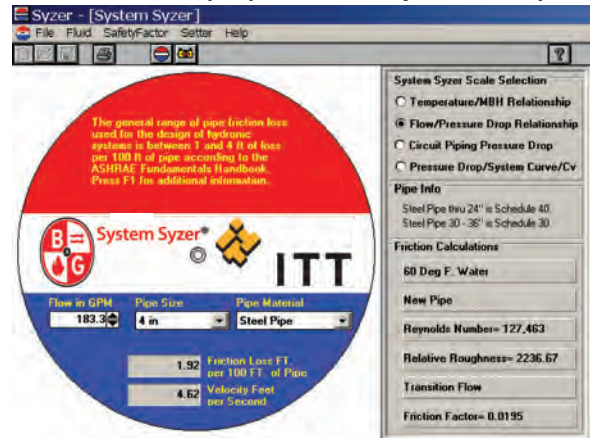 Syzer - [System Syzer]
File Fluid SafetyFactor Setter Help
?
The general range of pipe friction loss
used for the design of hydronic
systems is between 1 and 4 ft of loss
per 100 ft of pipe according to the
ASHRAE Fundamentals Handbook.
Press F1 for additional information.
B G
System Syzer®
ITT
Flow in GPM Pipe Size Pipe Material
183.3 4 in Steel Pipe
1.92 Friction Loss FT.
per 100 FT. of Pipe
4.62 Velocity Feet
per Second
System Syzer Scale Selection
Temperature/MBH Relationship
Flow/Pressure Drop Relationship
Circuit Piping Pressure Drop
Pressure Drop/System Curve/Cv
Pipe Info
Steel Pipe thru 24" is Schedule 40.
Steel Pipe 30 - 36" is Schedule 30.
Friction Calculations
60 Deg F. Water
New Pipe
Reynolds Number= 127,463
Relative Roughness= 2236.67
Transition Flow
Friction Factor= 0.0195